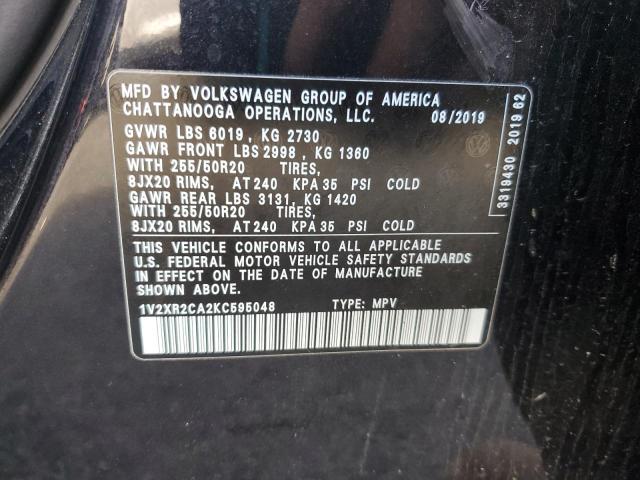 MFD BY VOLKSWAGEN GROUP OF AMERICA
CHATTANOOGA OPERATIONS, LLC. 08/2019
GVWR LBS 6019 , KG 2730
GAWR FRONT LBS 2998 , KG 1360
WITH 255/50R20 TIRES,
8JX20 RIMS, AT 240 KPA 35 PSI COLD
GAWR REAR LBS 3131, KG 1420
WITH 255/50R20 TIRES,
8JX20 RIMS, AT 240 KPA 35 PSI COLD
THIS VEHICLE CONFORMS TO ALL APPLICABLE
U.S. FEDERAL MOTOR VEHICLE SAFETY STANDARDS
IN EFFECT ON THE DATE OF MANUFACTURE
SHOWN ABOVE.
1V2XR2CA2KC595048 TYPE: MPV
3319430 2019 62